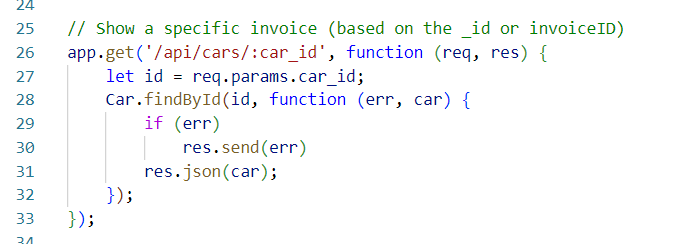 24
25 // Show a specific invoice (based on the _id or invoiceID)
26 app.get('/api/cars/:car_id', function (req, res) {
27     let id = req.params.car_id;
28     Car.findById(id, function (err, car) {
29         if (err)
30             res.send(err)
31         res.json(car);
32     });
33 });
34